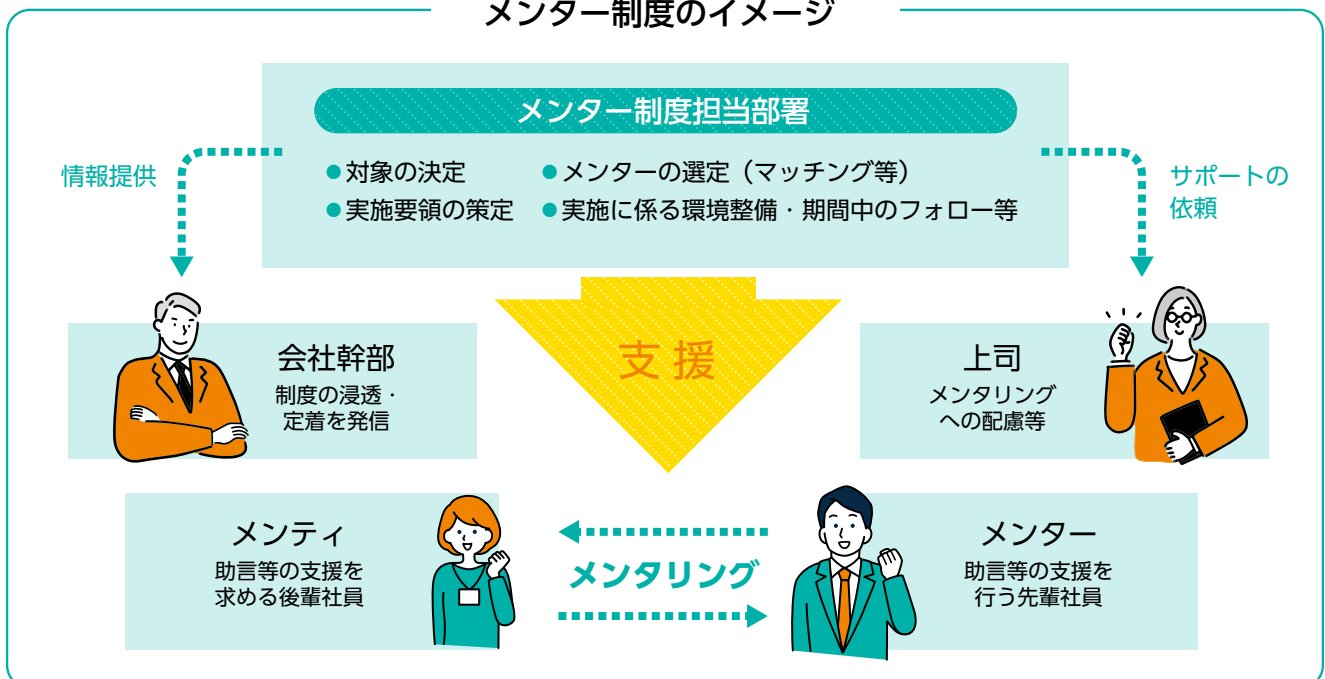 メンター制度のイメージ
メンター制度担当部署
●対象の決定
●メンターの選定（マッチング等）
●実施要領の策定
●実施に係る環境整備・期間中のフォロー等
情報提供
サポートの
依頼
支援
会社幹部
制度の浸透・
定着を発信
上司
メンタリング
への配慮等
メンティ
助言等の支援を
求める後輩社員
メンタリング
メンター
助言等の支援を
行う先輩社員